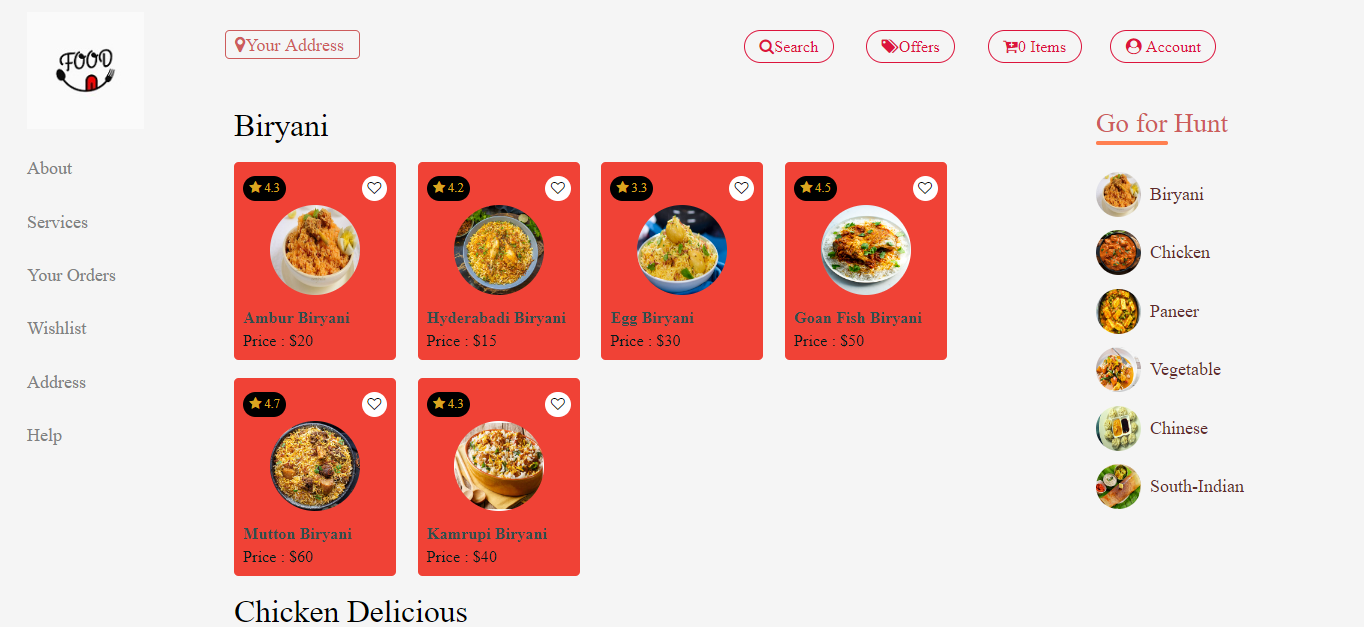 FOOD
Your Address
Search
Offers
0 Items
Account
About
Services
Your Orders
Wishlist
Address
Help
Biryani
4.3
4.2
3.3
4.5
Ambur Biryani
Price : $20
Hyderabadi Biryani
Price : $15
Egg Biryani
Price : $30
Goan Fish Biryani
Price : $50
4.7
4.3
Mutton Biryani
Price : $60
Kamrupi Biryani
Price : $40
Chicken Delicious
Go for Hunt
Biryani
Chicken
Paneer
Vegetable
Chinese
South-Indian